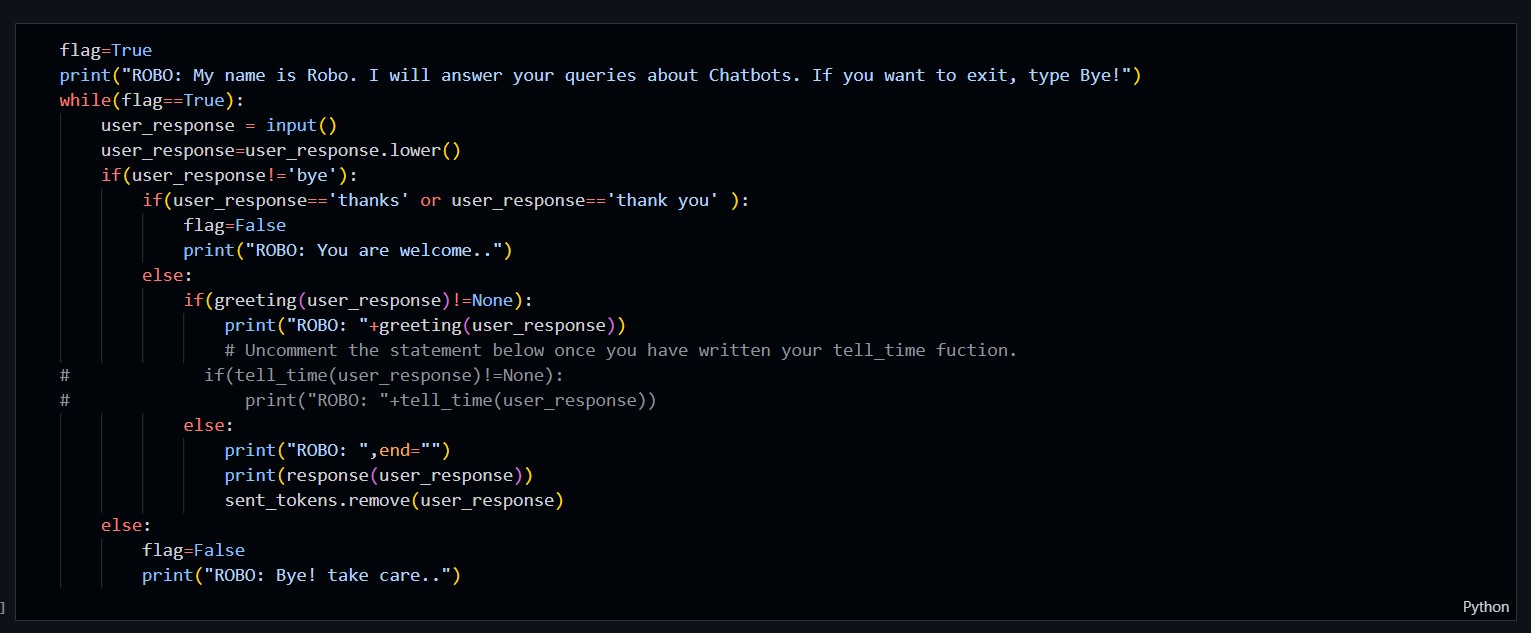 flag=True
print("ROBO: My name is Robo. I will answer your queries about Chatbots. If you want to exit, type Bye!")
while(flag==True):
    user_response = input()
    user_response=user_response.lower()
    if(user_response!='bye'):
        if(user_response=='thanks' or user_response=='thank you' ):
            flag=False
            print("ROBO: You are welcome..")
        else:
            if(greeting(user_response)!=None):
                print("ROBO: "+greeting(user_response))
                # Uncomment the statement below once you have written your tell_time fuction.
#             if(tell_time(user_response)!=None):
#                 print("ROBO: "+tell_time(user_response))
            else:
                print("ROBO: ",end="")
                print(response(user_response))
                sent_tokens.remove(user_response)
    else:
        flag=False
        print("ROBO: Bye! take care..")
]
Python